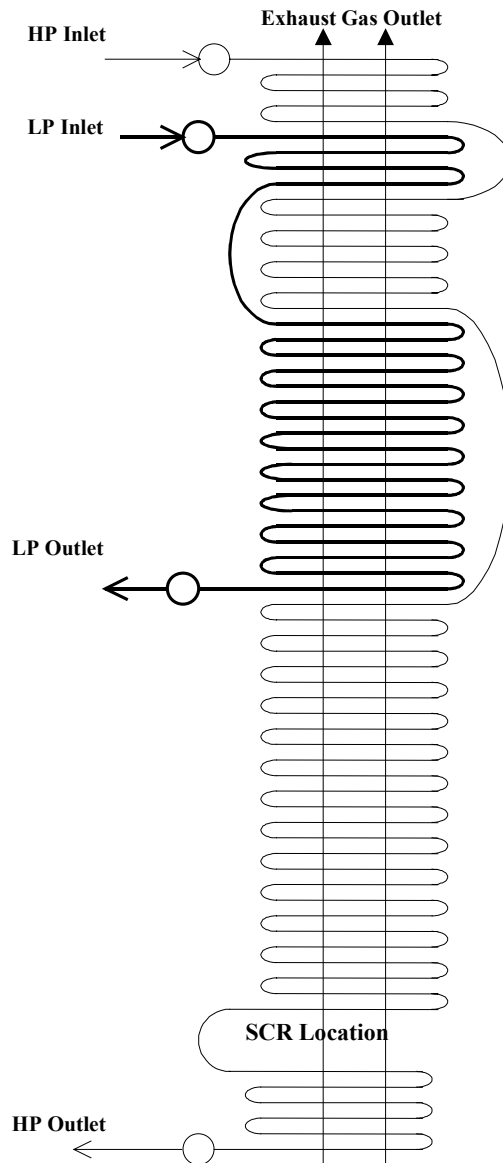 Exhaust Gas Outlet
HP Inlet
LP Inlet
LP Outlet
SCR Location
HP Outlet